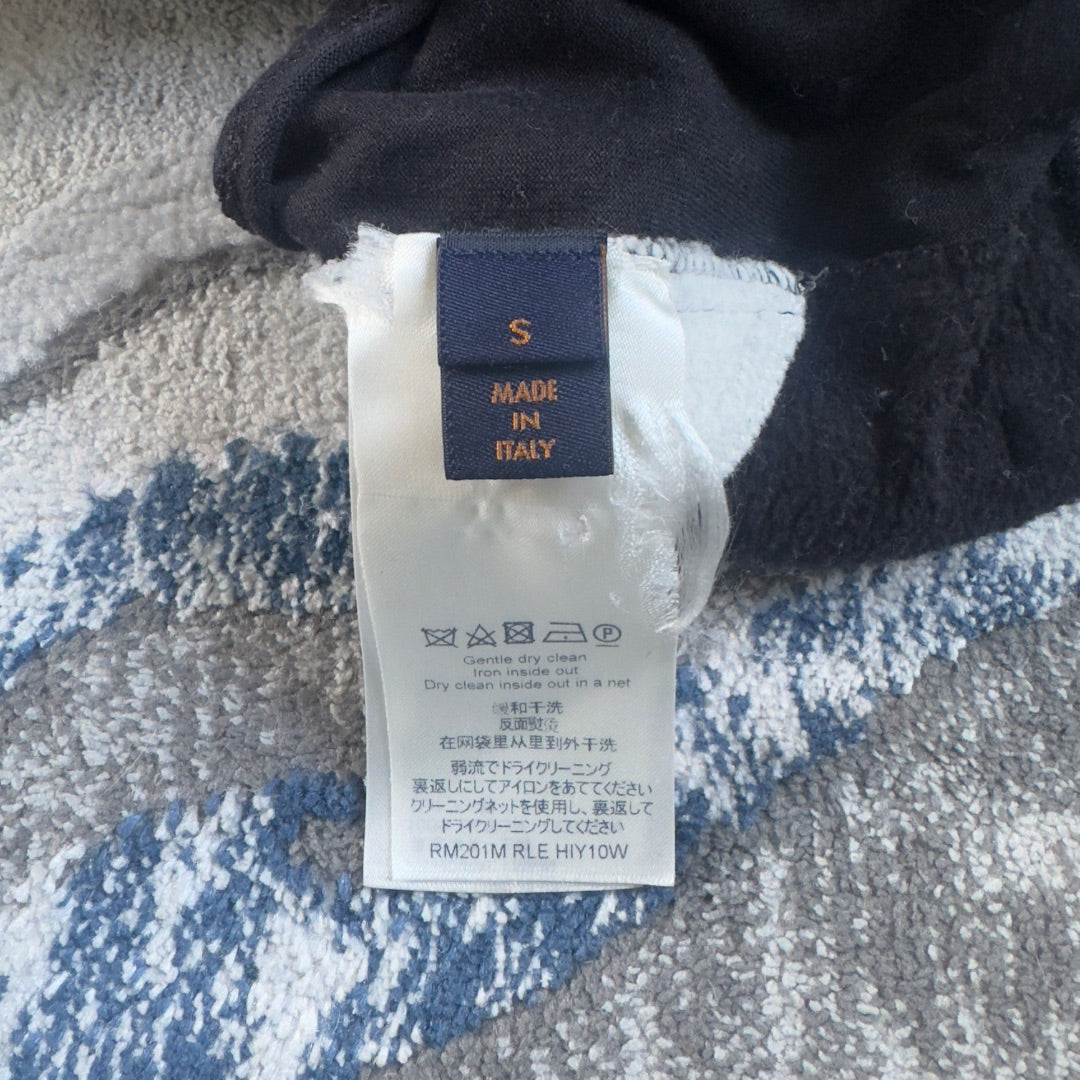 S
MADE
IN
ITALY
P
Gentle dry clean
Iron inside out
Dry clean inside out in a net
缓和干洗
反面熨烫
在网袋里从里到外干洗
弱流でドライクリーニング
裏返しにしてアイロンをあててください
クリーニングネットを使用し、裏返して
ドライクリーニングしてください
RM201M RLE HIY10W